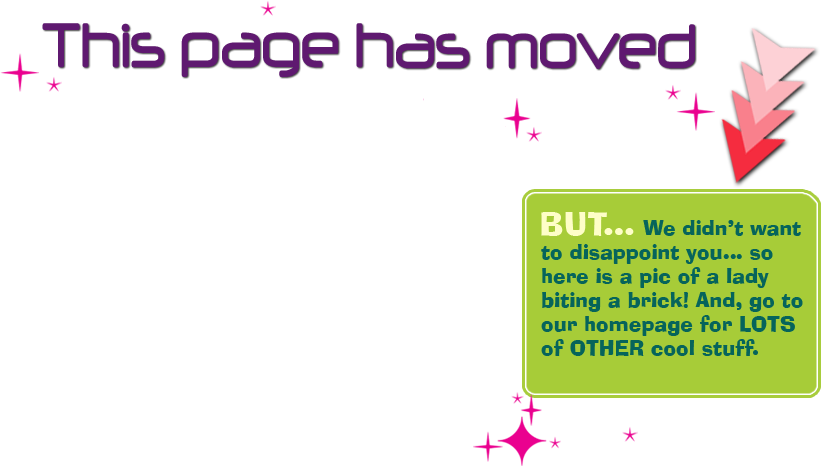 This page has moved
BUT... We didn't want
to disappoint you... so
here is a pic of a lady
biting a brick! And, go to
our homepage for LOTS
of OTHER cool stuff.